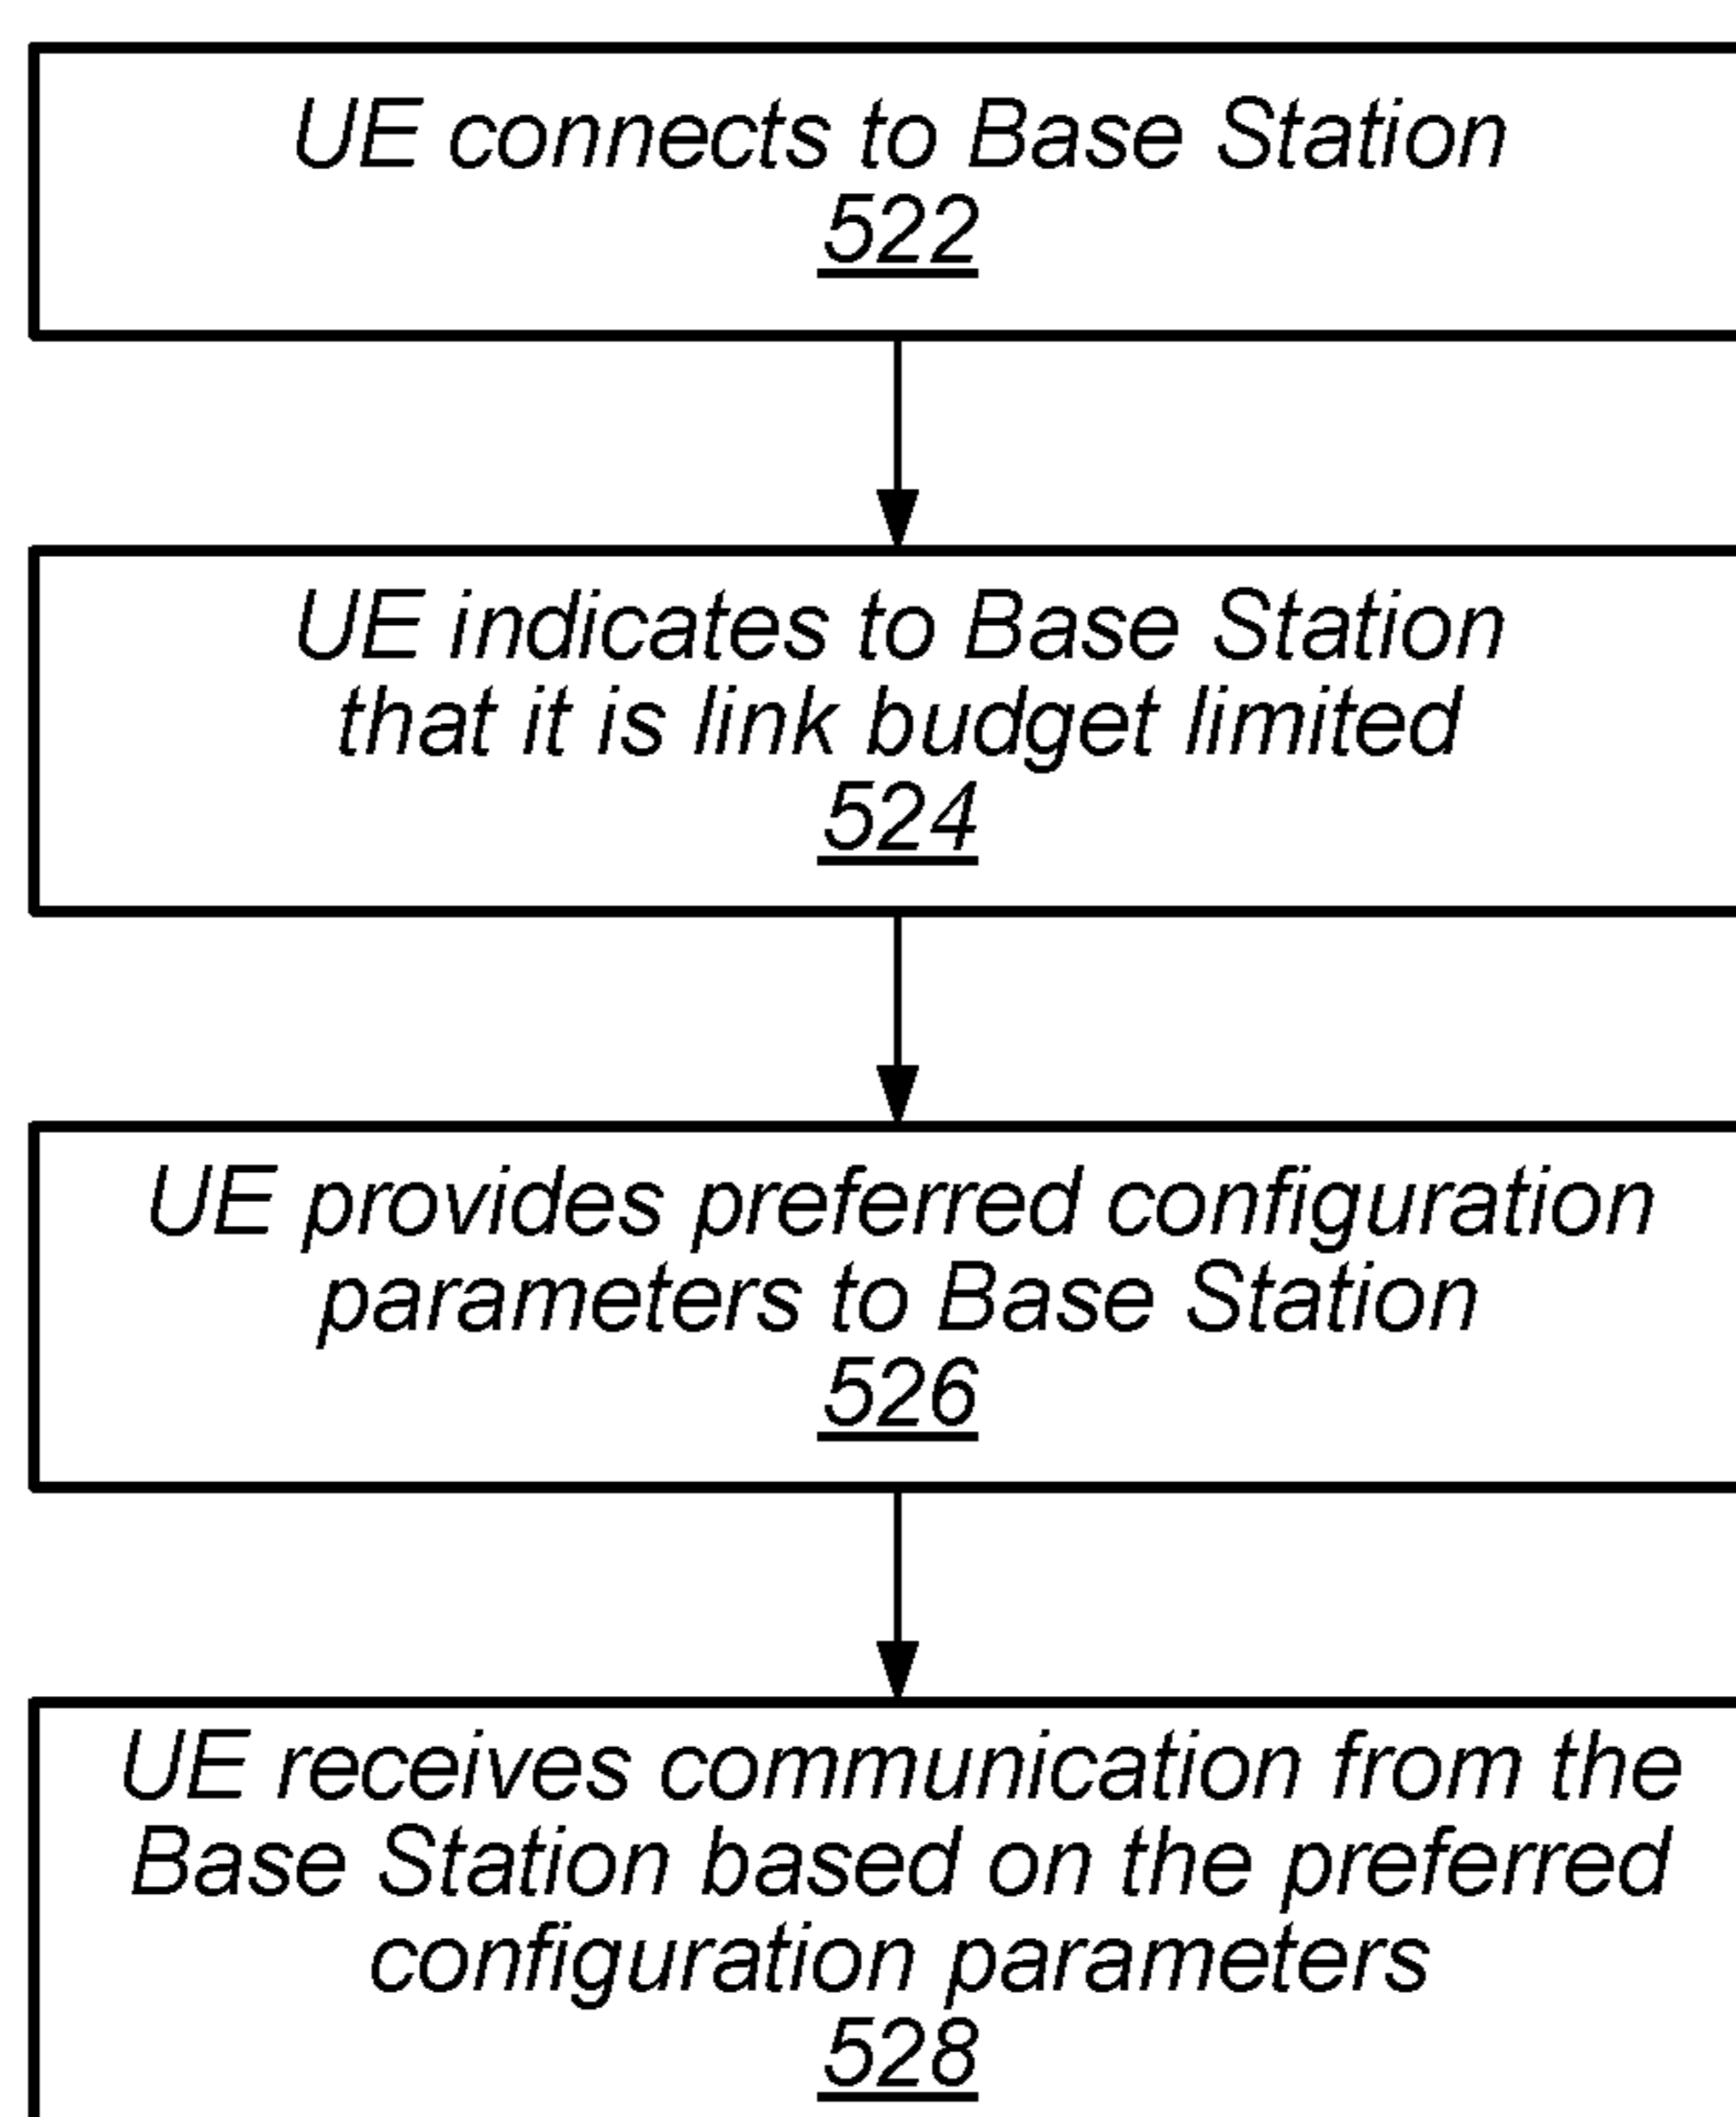 UE connects to Base Station
522
UE indicates to Base Station
that it is link budget limited
524
UE provides preferred configuration
parameters to Base Station
526
UE receives communication from the
Base Station based on the preferred
configuration parameters
528